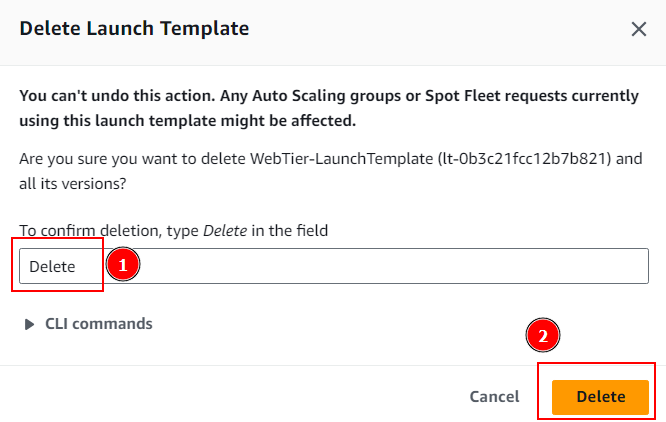 Delete Launch Template
You can't undo this action. Any Auto Scaling groups or Spot Fleet requests currently
using this launch template might be affected.
Are you sure you want to delete WebTier-LaunchTemplate (lt-0b3c21fcc12b7b821) and
all its versions?
To confirm deletion, type Delete in the field
Delete 1
CLI commands
2
Cancel Delete